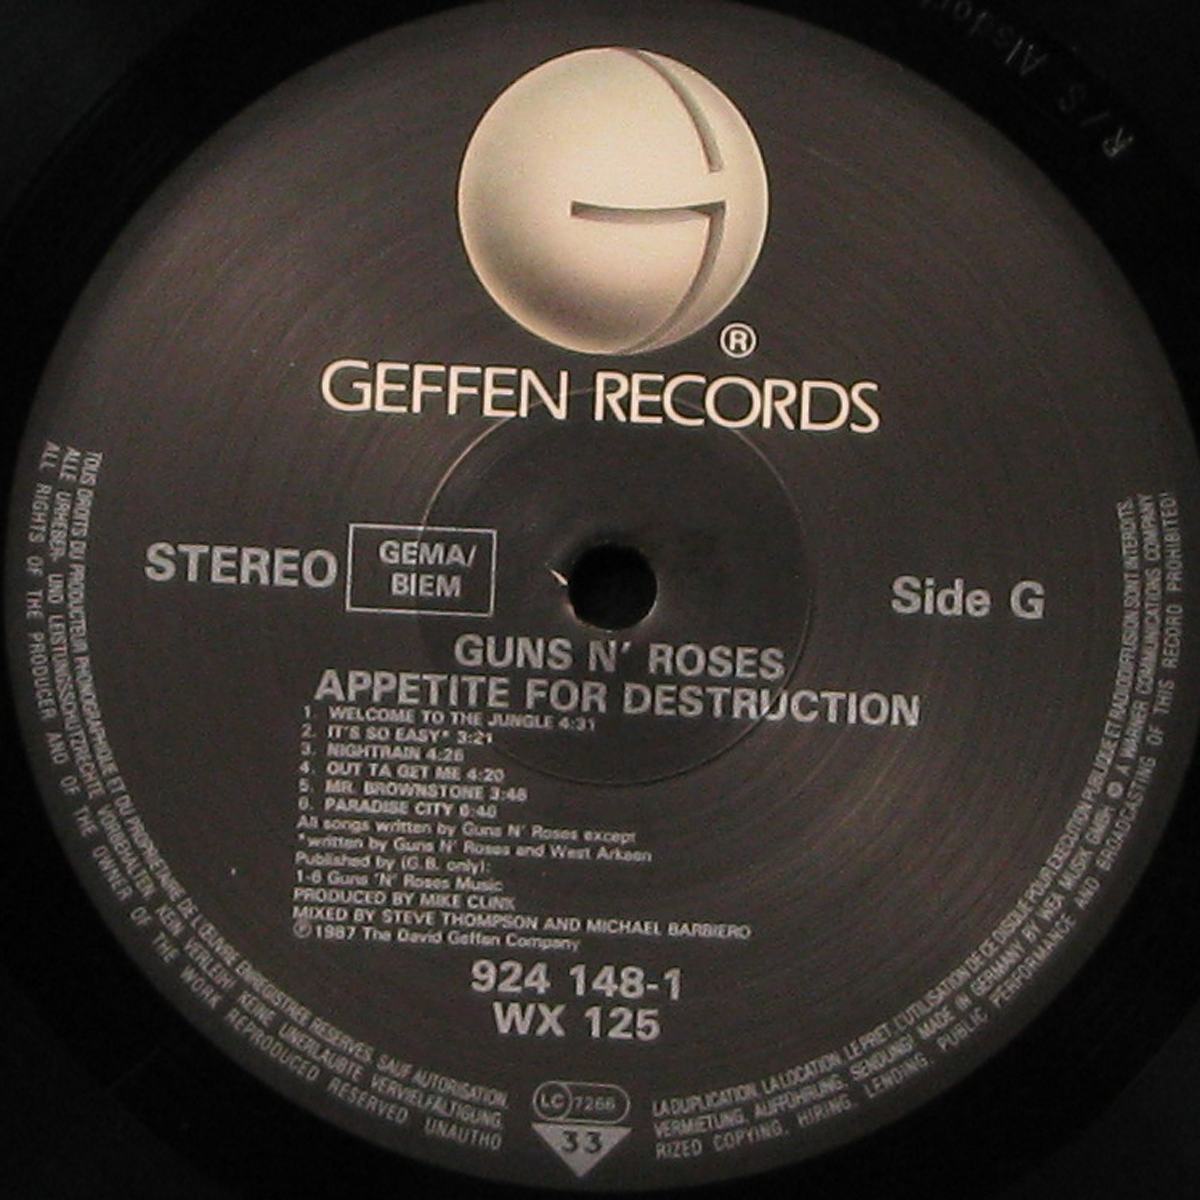 R/S Alsdorf
®
GEFFEN RECORDS
STEREO
GEMA/
BIEM
Side G
GUNS N' ROSES
APPETITE FOR DESTRUCTION
1. WELCOME TO THE JUNGLE 4:31
2. IT'S SO EASY* 3:21
3. NIGHTRAIN 4:26
4. OUT TA GET ME 4:20
5. MR. BROWNSTONE 3:46
6. PARADISE CITY 6:46
All songs written by Guns N' Roses except
*written by Guns N' Roses and West Arkeen
Published by (G.B. only):
1-6 Guns 'N' Roses Music
PRODUCED BY MIKE CLINK
MIXED BY STEVE THOMPSON AND MICHAEL BARBIERO
℗1987 The David Geffen Company
924 148-1
WX 125
LC 7266
33
TOUS DROITS DU PRODUCTEUR PHONOGRAPHIQUE ET DU PROPRIETAIRE DE L'ŒUVRE ENREGISTREE RESERVES. SAUF AUTORISATION, LA DUPLICATION, LA LOCATION, LE PRET, L'UTILISATION DE CE DISQUE POUR EXECUTION PUBLIQUE ET RADIODIFFUSION SONT INTERDITS.
ALLE URHEBER- UND LEISTUNGSSCHUTZRECHTE VORBEHALTEN. KEIN VERLEIH! KEINE UNERLAUBTE VERVIELFÄLTIGUNG, VERMIETUNG, AUFFÜHRUNG, SENDUNG! MADE IN GERMANY BY WEA MUSIK GMBH. A WARNER COMMUNICATIONS COMPANY
ALL RIGHTS OF THE PRODUCER AND OF THE OWNER OF THE WORK REPRODUCED RESERVED UNAUTHORIZED COPYING, HIRING, LENDING, PUBLIC PERFORMANCE AND BROADCASTING OF THIS RECORD PROHIBITED!